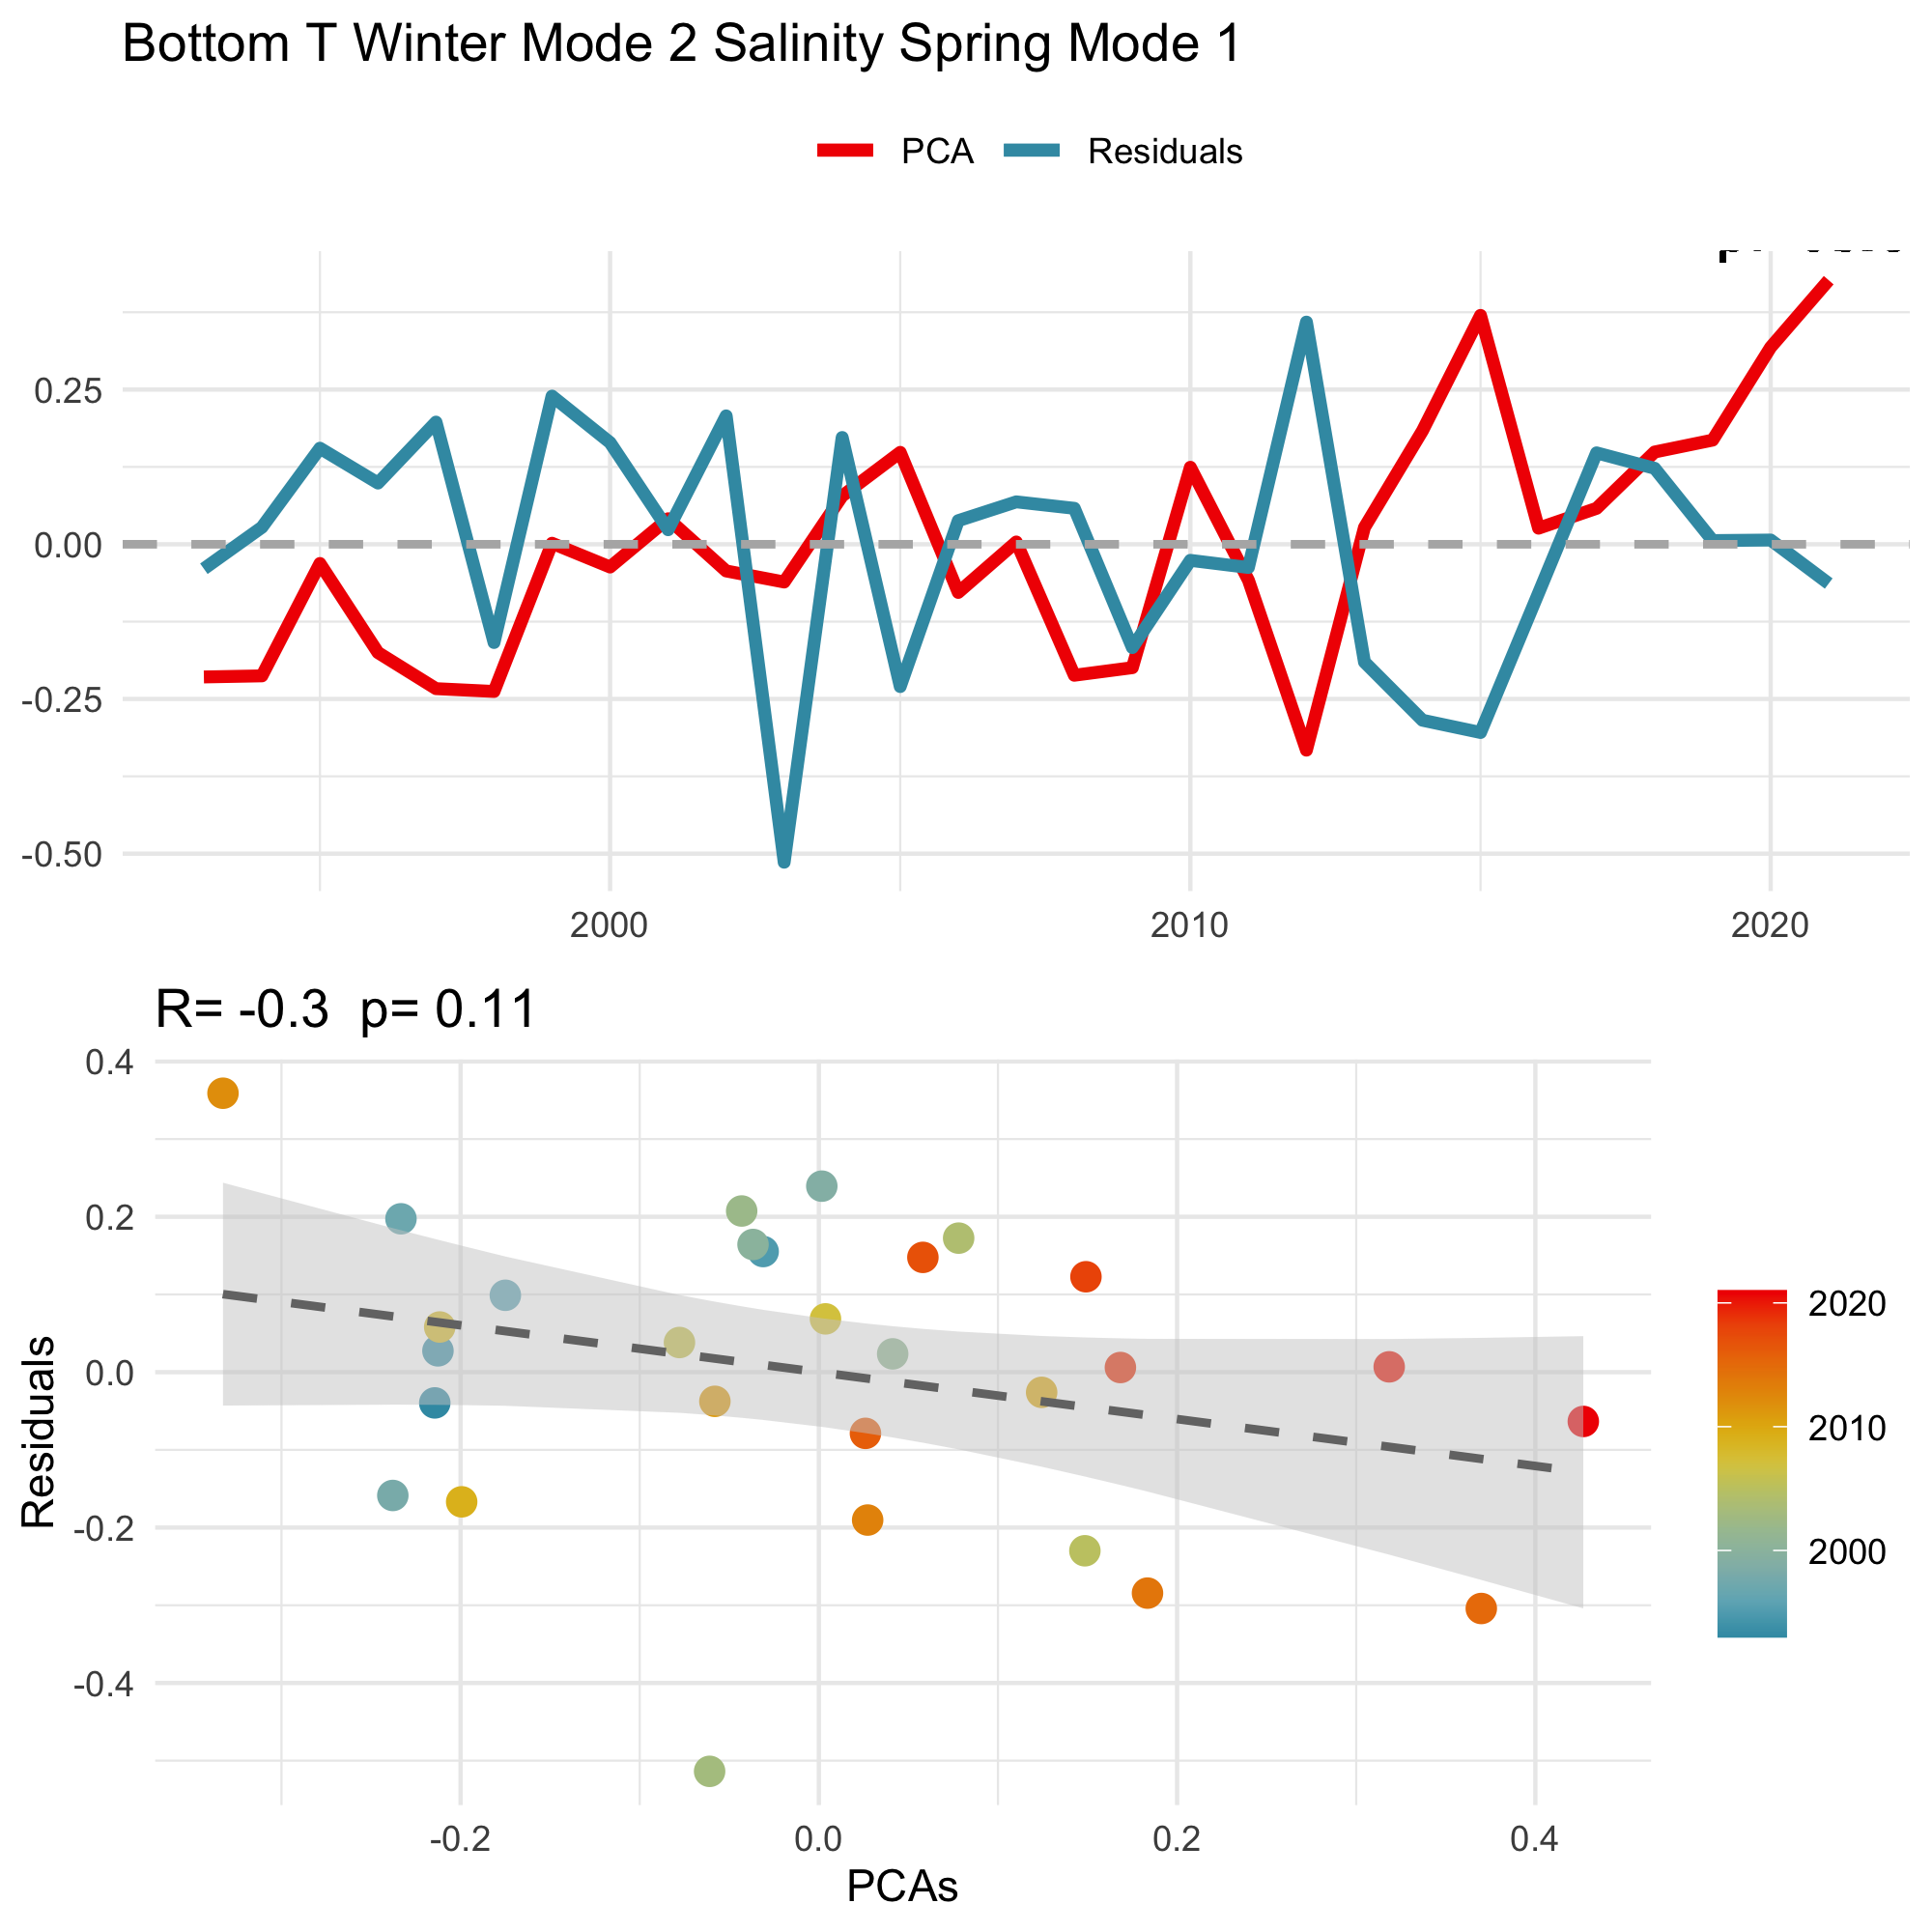 Bottom T Winter Mode 2 Salinity Spring Mode 1
PCA Residuals
0.25
0.00
-0.25
-0.50
2000 2010 2020
R= -0.3 p= 0.11
0.4
0.2
0.0
-0.2
-0.4
Residuals
-0.2 0.0 0.2 0.4
PCAs
2020
2010
2000